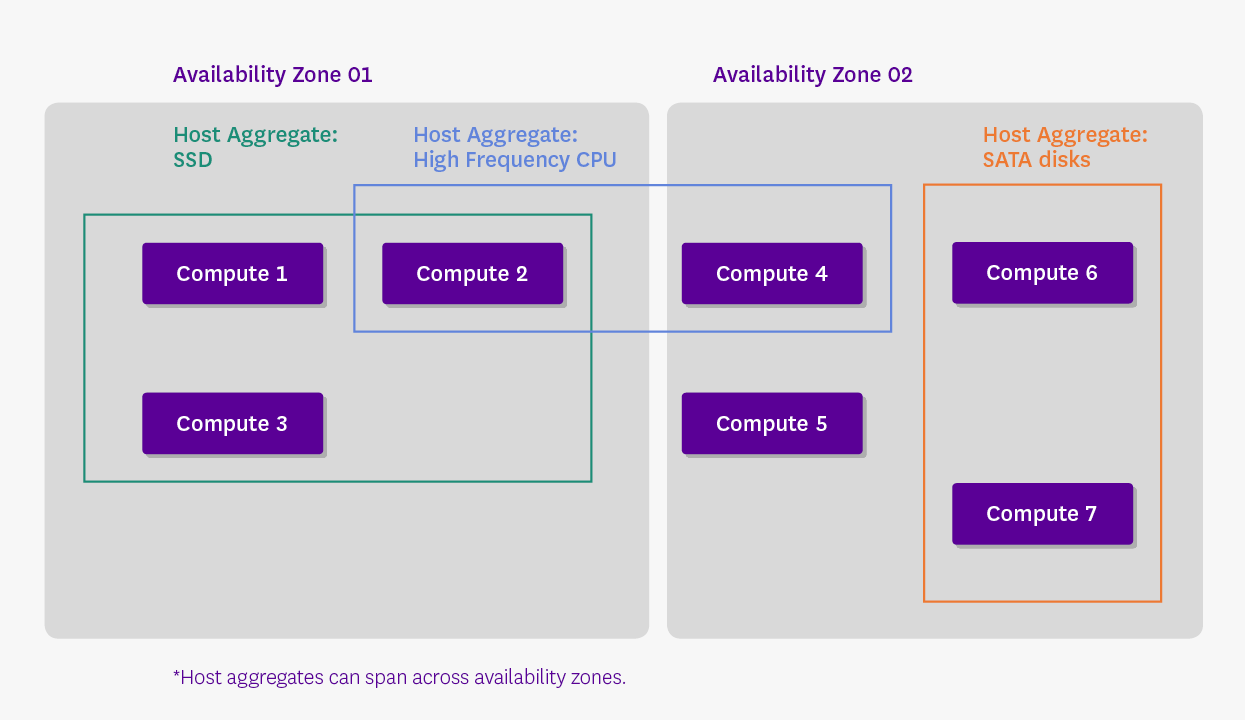 Availability Zone 01
Availability Zone 02
Host Aggregate:
SSD
Host Aggregate:
High Frequency CPU
Host Aggregate:
SATA disks
Compute 1
Compute 2
Compute 4
Compute 6
Compute 3
Compute 5
Compute 7
*Host aggregates can span across availability zones.